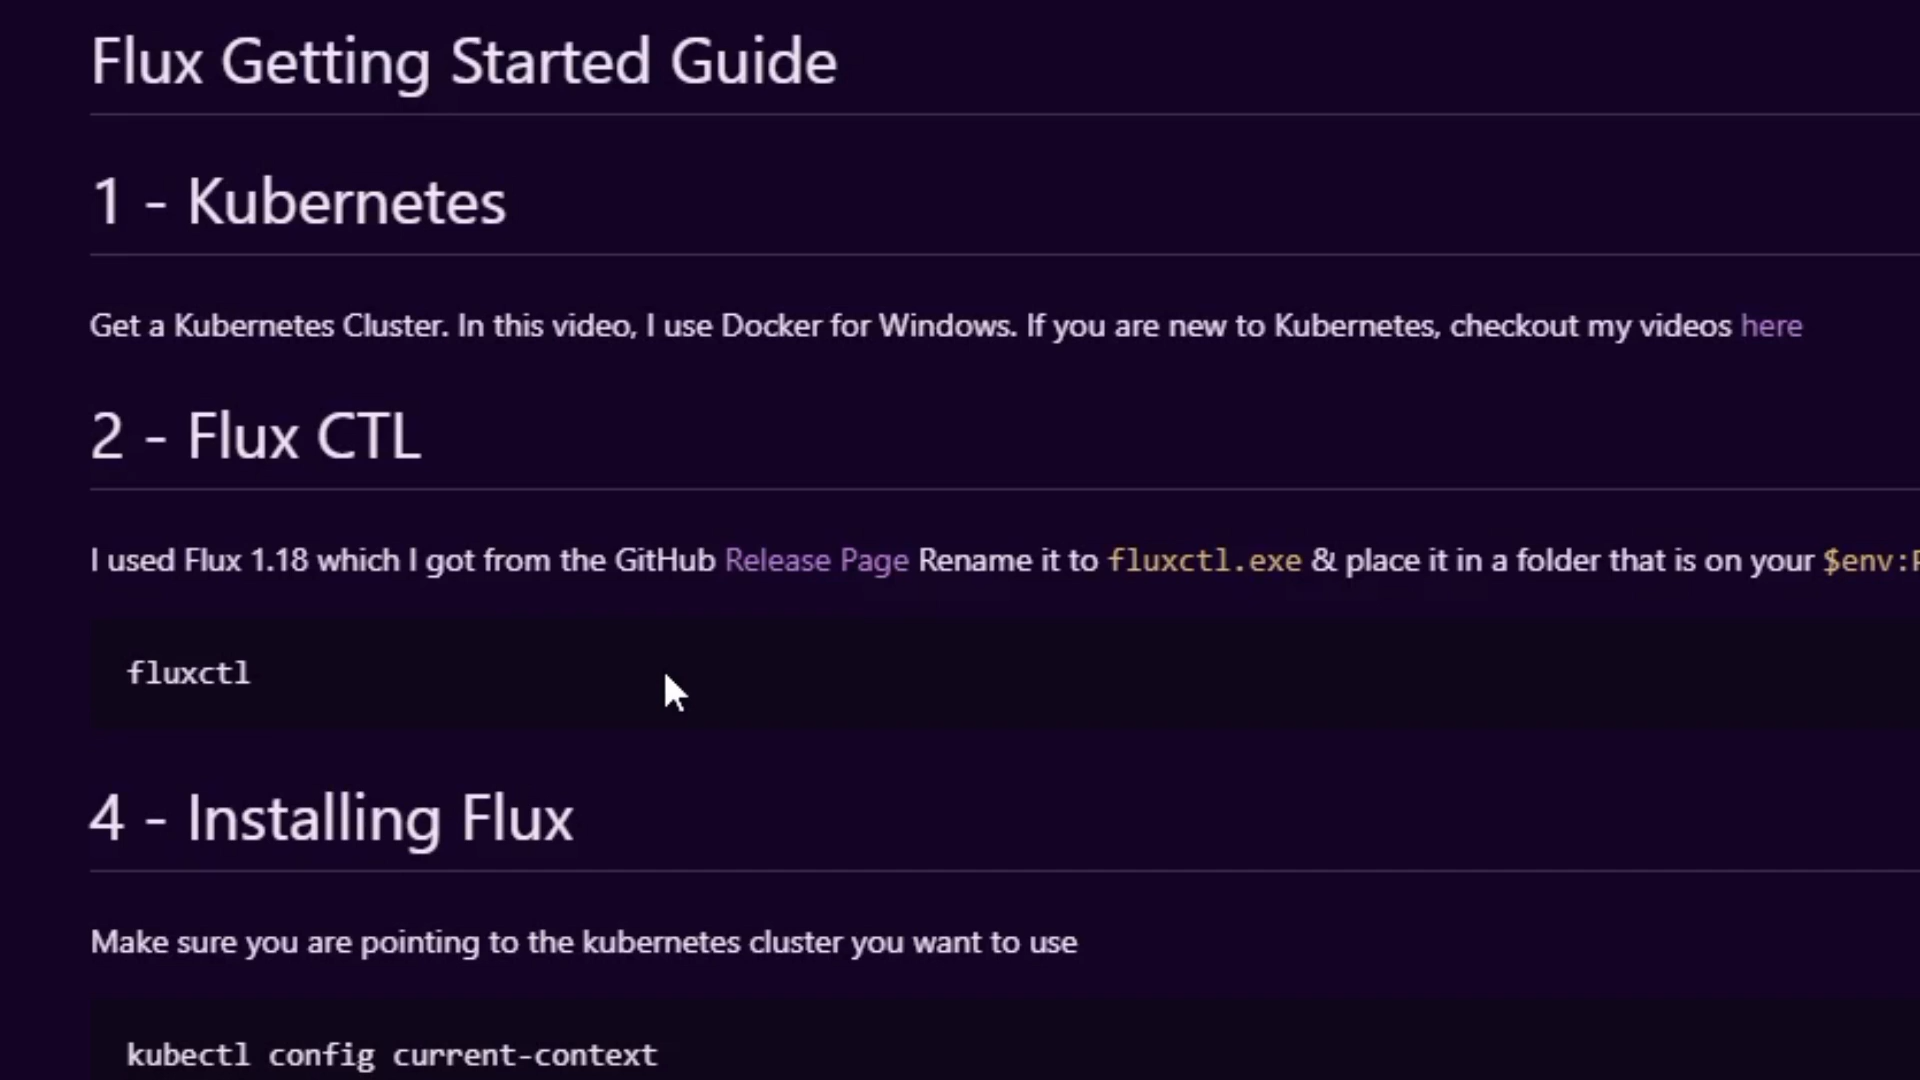 Flux Getting Started Guide
1 - Kubernetes
Get a Kubernetes Cluster. In this video, I use Docker for Windows. If you are new to Kubernetes, checkout my videos here
2 - Flux CTL
I used Flux 1.18 which I got from the GitHub Release Page Rename it to fluxctl.exe & place it in a folder that is on your $env:
fluxctl
4 - Installing Flux
Make sure you are pointing to the kubernetes cluster you want to use
kubectl config current-context